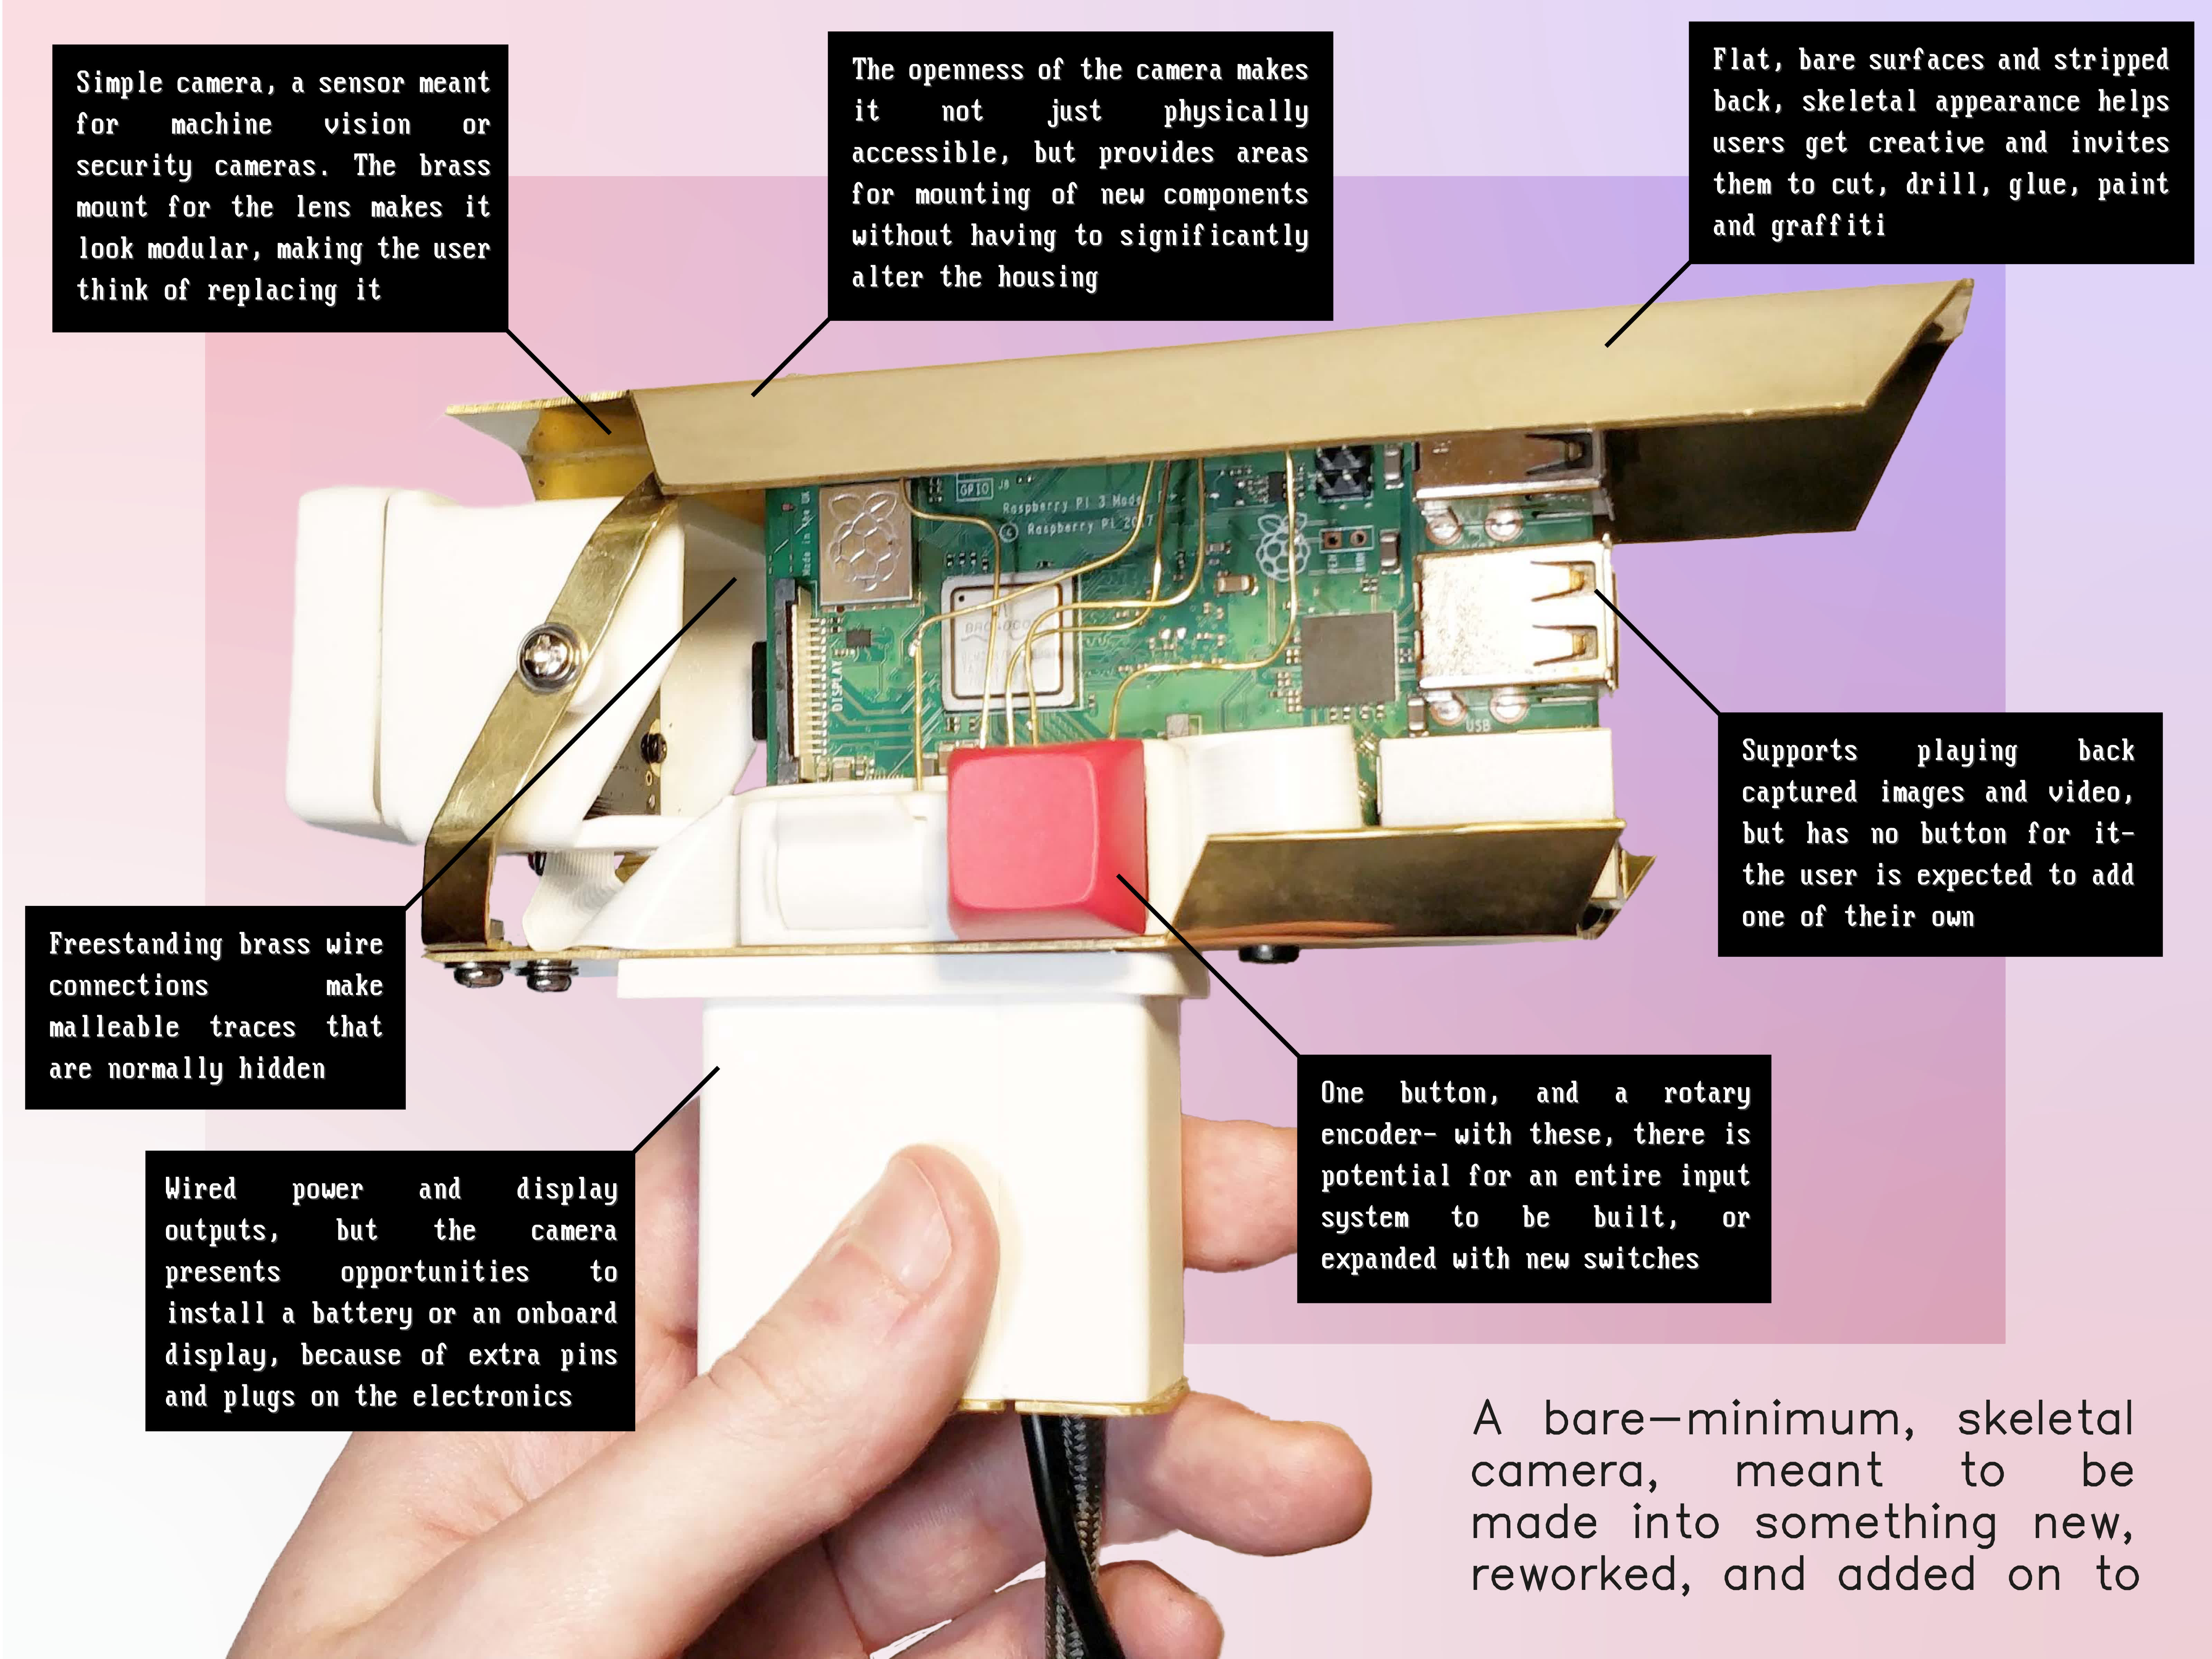 Simple camera, a sensor meant
for machine vision or
security cameras. The brass
mount for the lens makes it
look modular, making the user
think of replacing it
The openness of the camera makes
it not just physically
accessible, but provides areas
for mounting of new components
without having to significantly
alter the housing
Flat, bare surfaces and stripped
back, skeletal appearance helps
users get creative and invites
them to cut, drill, glue, paint
and graffiti
GPIO J8
Raspberry Pi 3 Mode
© Raspberry Pi 2017
Made in the UK
DISPLAY
USB
Supports playing back
captured images and video,
but has no button for it-
the user is expected to add
one of their own
Freestanding brass wire
connections make
malleable traces that
are normally hidden
One button, and a rotary
encoder- with these, there is
potential for an entire input
system to be built, or
expanded with new switches
Wired power and display
outputs, but the camera
presents opportunities to
install a battery or an onboard
display, because of extra pins
and plugs on the electronics
A bare-minimum, skeletal
camera, meant to be
made into something new,
reworked, and added on to